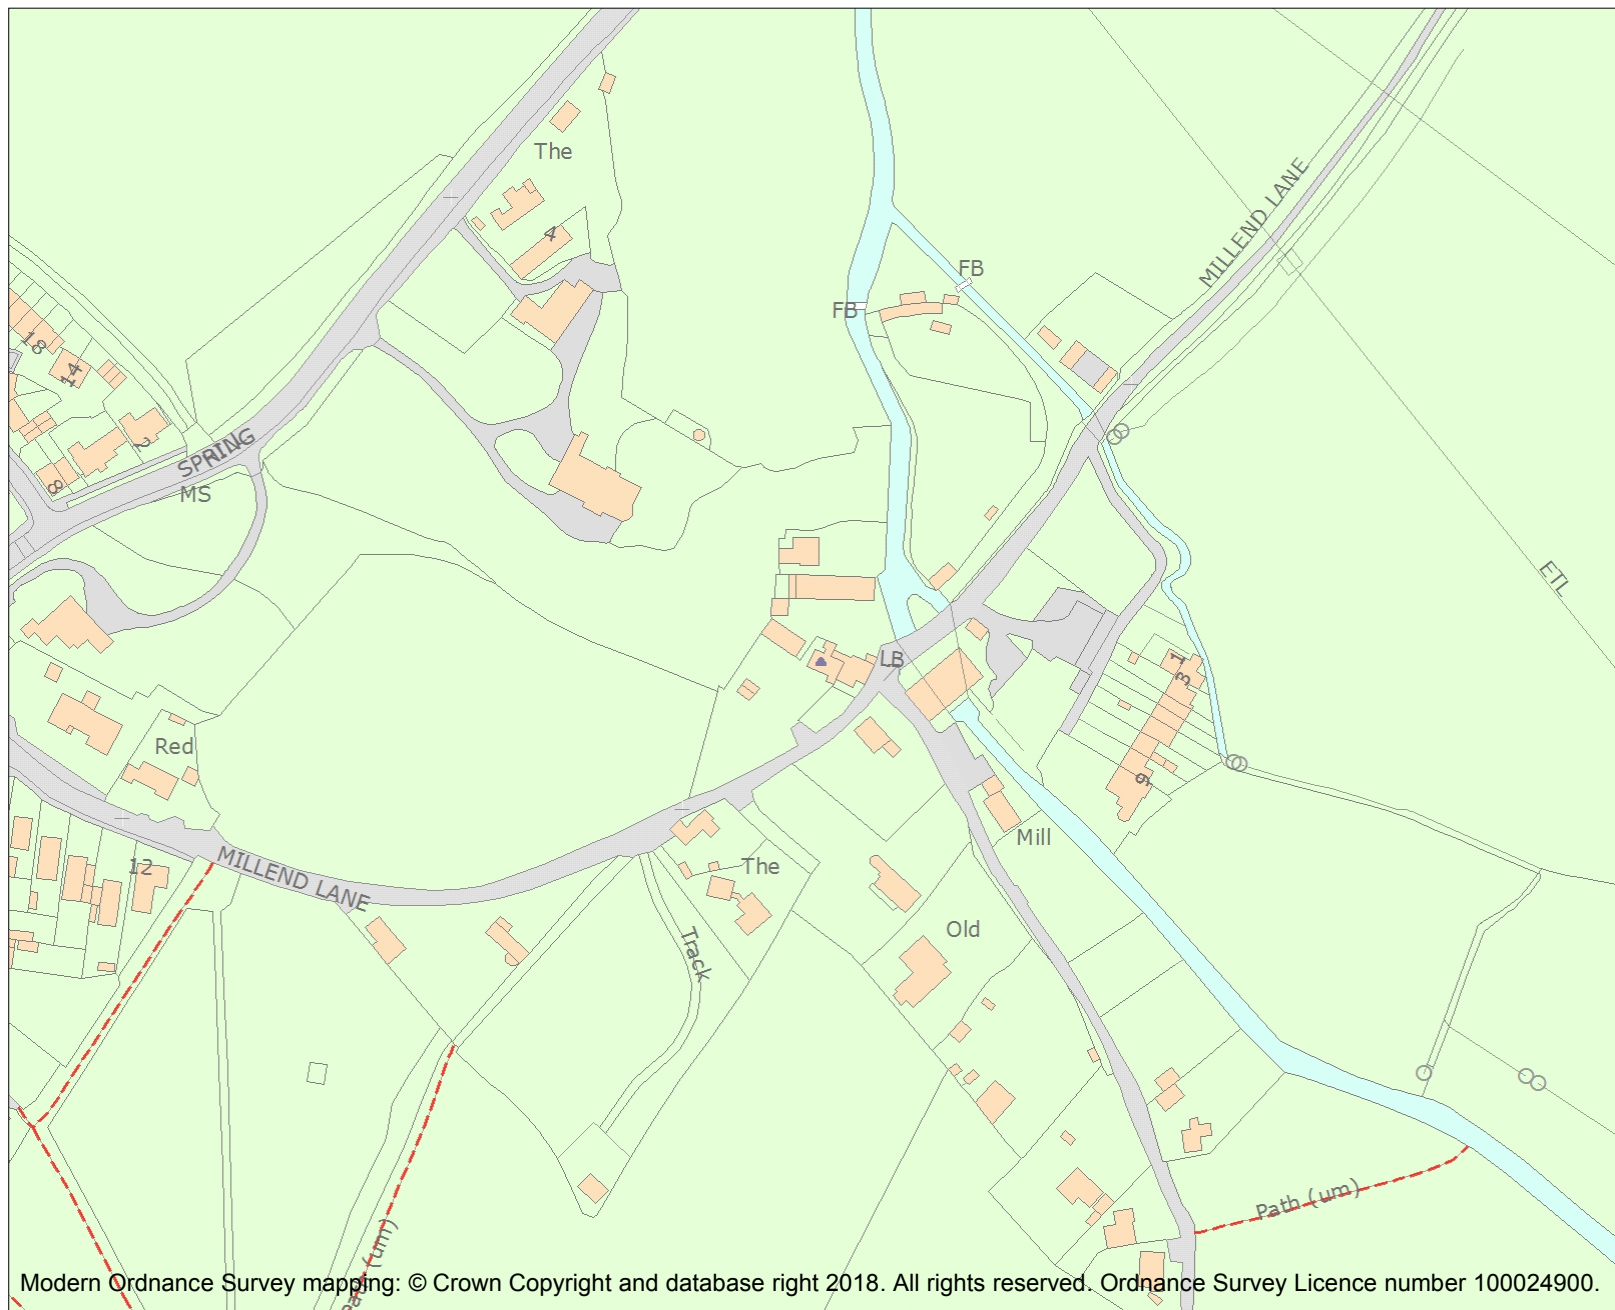 The
4
MILLEND LANE
FB
FB
18
14
2
SPRING
8
MS
ETL
LB
1
3
Red
9
Mill
12
The
MILLEND LANE
Old
Track
Path (um)
Path (um)
Modern Ordnance Survey mapping: © Crown Copyright and database right 2018. All rights reserved. Ordnance Survey Licence number 100024900.